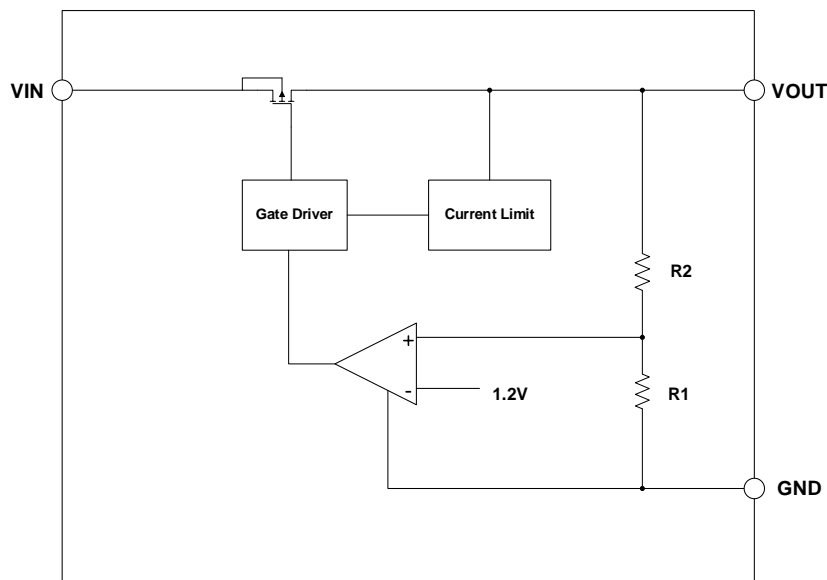 VIN
VOUT
Gate Driver
Current Limit
R2
+
-
1.2V
R1
GND